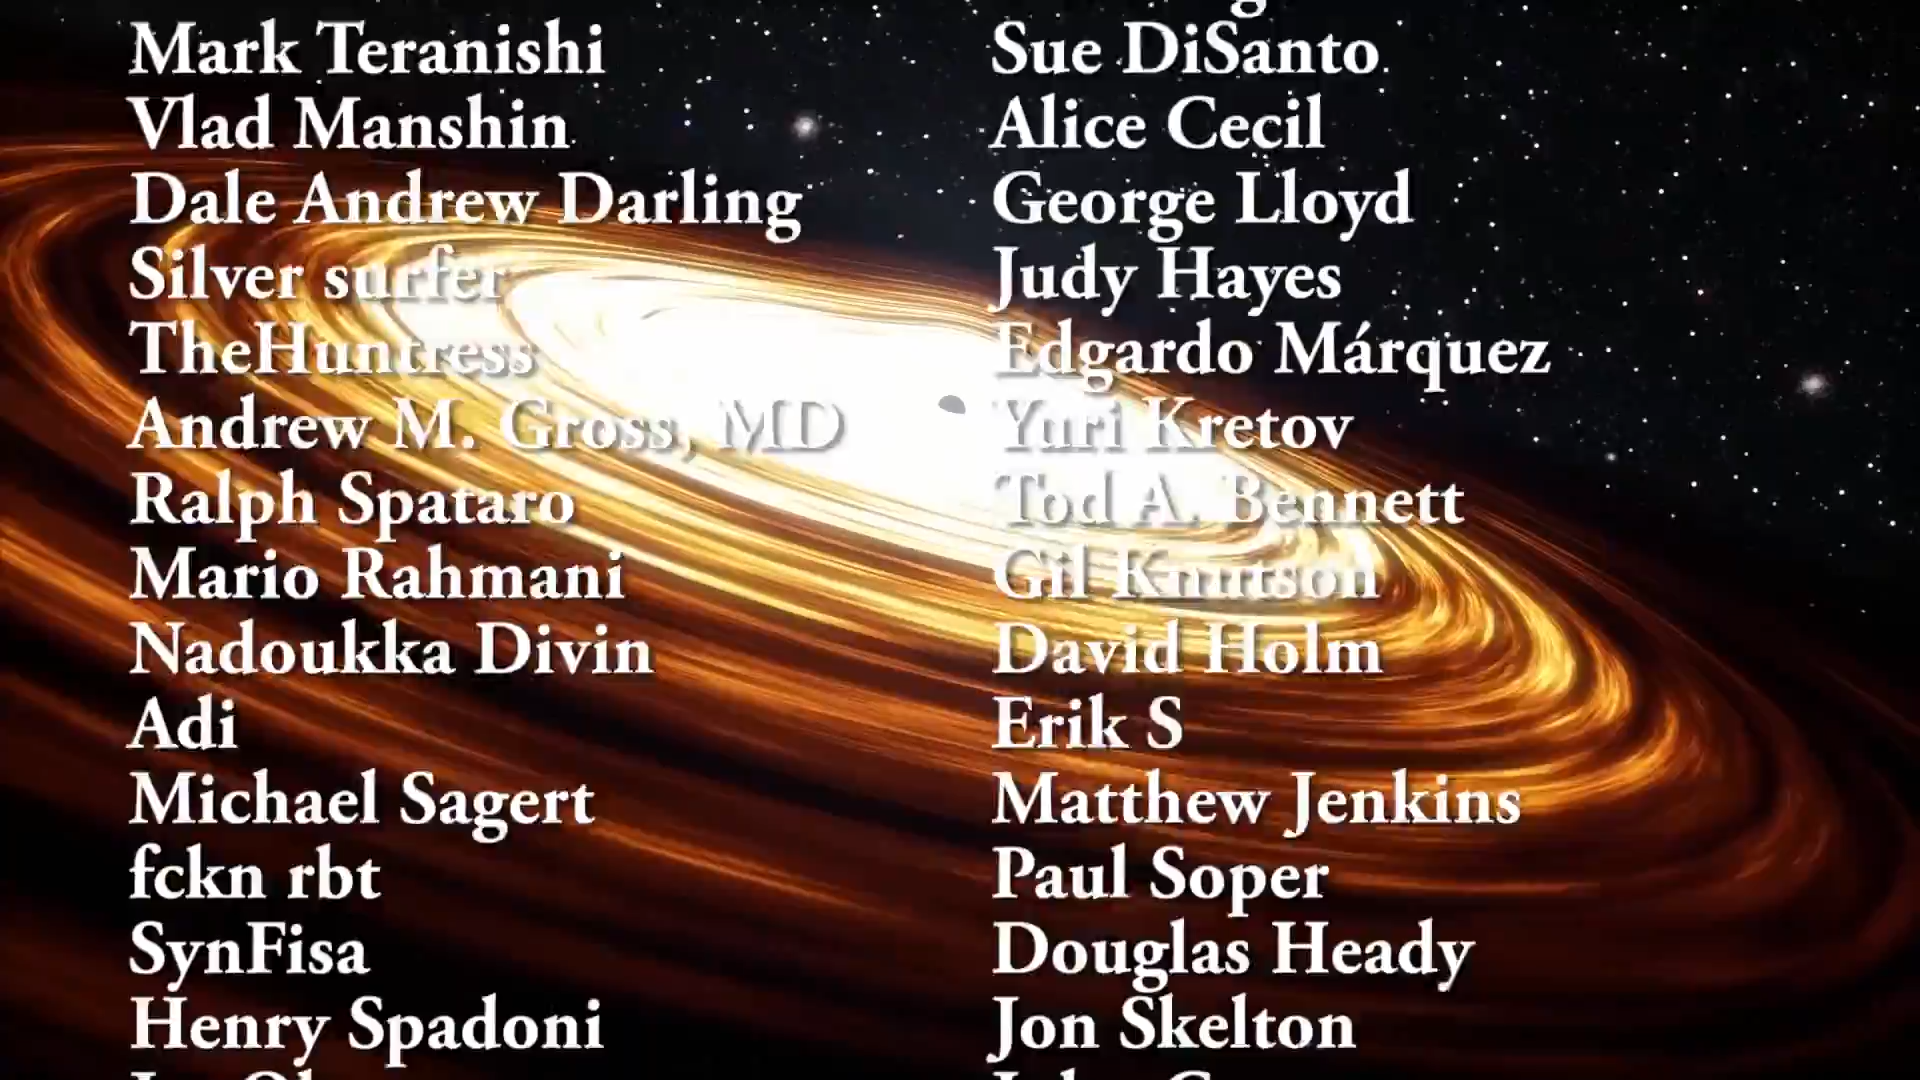 Mark Teranishi
Vlad Manshin
Dale Andrew Darling
Silver surfer
TheHuntress
Andrew M. Gross, MD
Ralph Spataro
Mario Rahmani
Nadoukka Divin
Adi
Michael Sagert
fckn rbt
SynFisa
Henry Spadoni
Sue DiSanto
Alice Cecil
George Lloyd
Judy Hayes
Edgardo Márquez
Yuri Kretov
Tod A. Bennett
Gil Knutson
David Holm
Erik S
Matthew Jenkins
Paul Soper
Douglas Heady
Jon Skelton